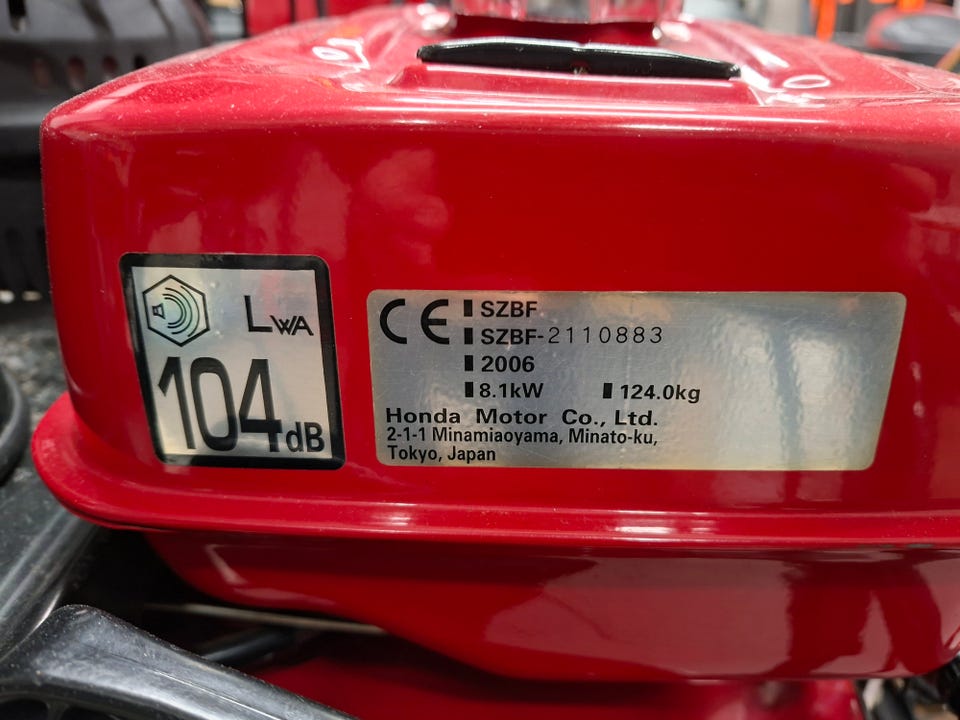 LWA
104dB
CE
SZBF
SZBF-2110883
2006
8.1kW 124.0kg
Honda Motor Co., Ltd.
2-1-1 Minamiaoyama, Minato-ku,
Tokyo, Japan